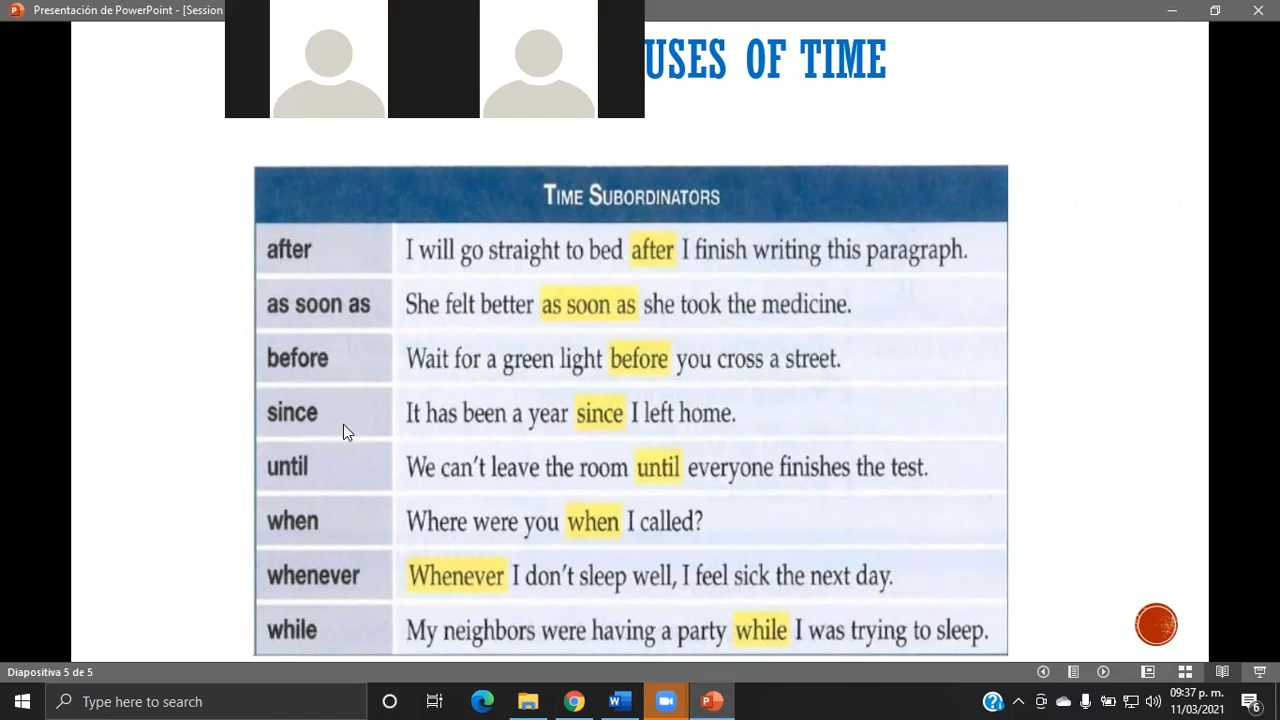 Presentación de PowerPoint - [Session
USES OF TIME
TIME SUBORDINATORS
after I will go straight to bed after I finish writing this paragraph.
as soon as She felt better as soon as she took the medicine.
before Wait for a green light before you cross a street.
since It has been a year since I left home.
until We can't leave the room until everyone finishes the test.
when Where were you when I called?
whenever Whenever I don't sleep well, I feel sick the next day.
while My neighbors were having a party while I was trying to sleep.
Diapositiva 5 de 5
Type here to search
09:37 p. m.
11/03/2021
6